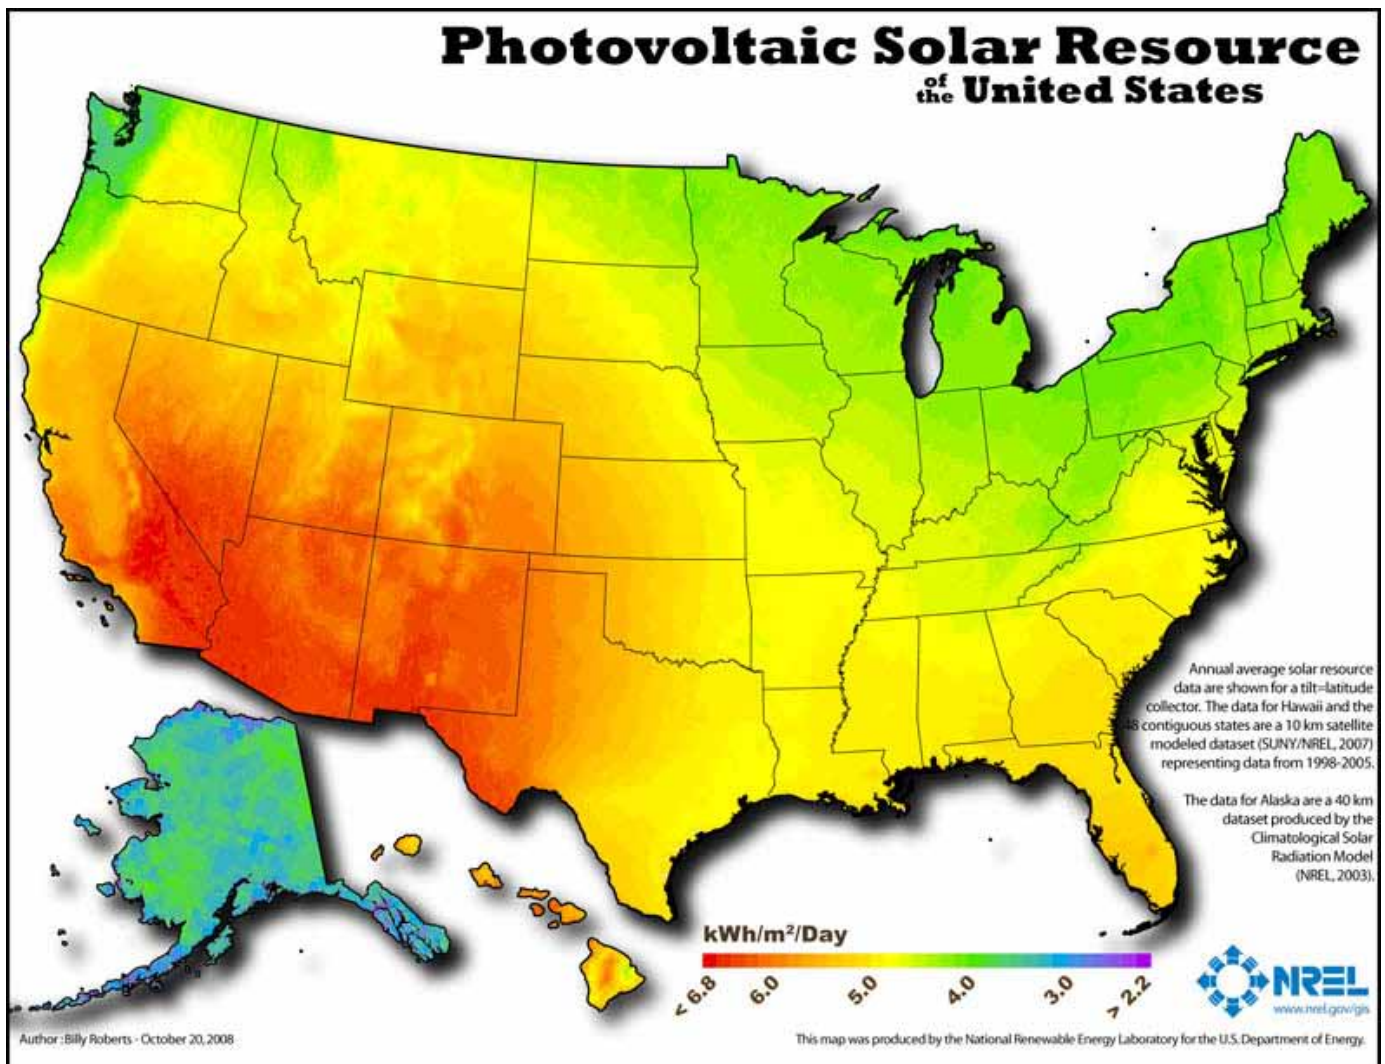 Photovoltaic Solar Resource
of the United States
Annual average solar resource
data are shown for a tilt=latitude
collector. The data for Hawaii and the
48 contiguous states are a 10 km satellite
modeled dataset (SUNY/NREL, 2007)
representing data from 1998-2005.
The data for Alaska are a 40 km
dataset produced by the
Climatological Solar
Radiation Model
(NREL, 2003).
kWh/m²/Day
< 6.8 6.0 5.0 4.0 3.0 > 2.2
NREL
www.nrel.gov/gis
Author : Billy Roberts - October 20, 2008
This map was produced by the National Renewable Energy Laboratory for the U.S. Department of Energy.